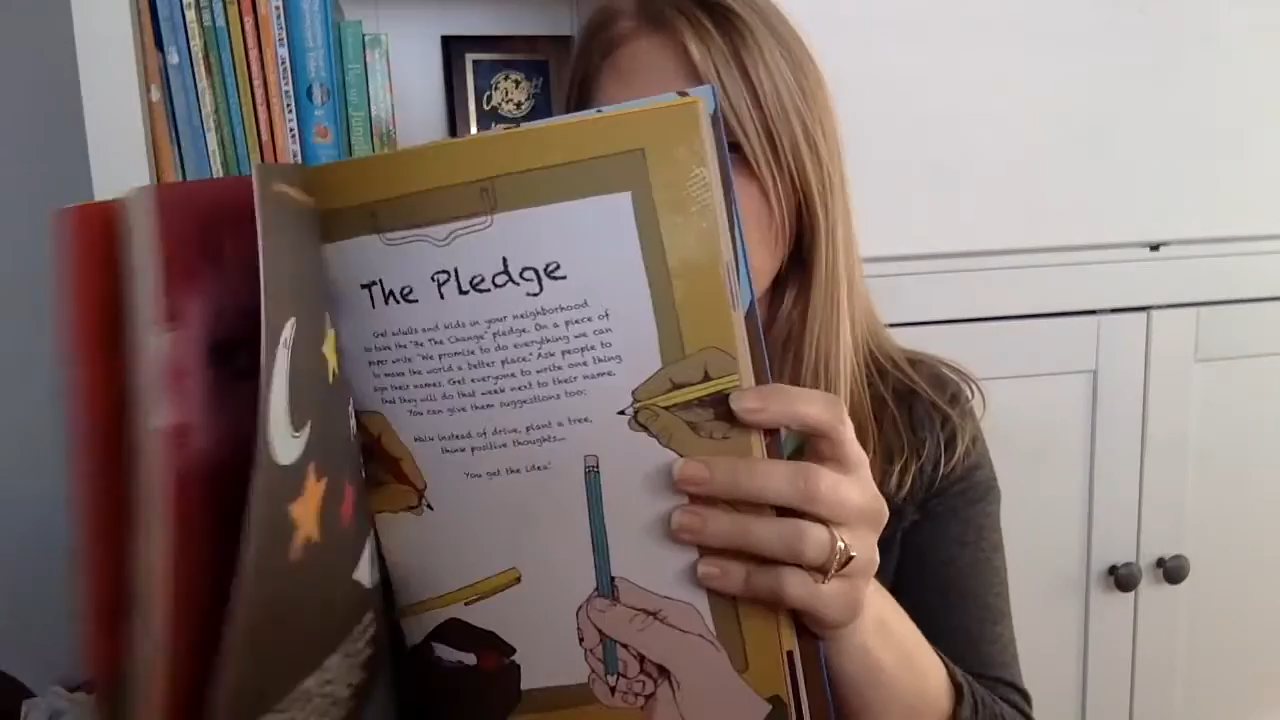 The Pledge
Get adults and kids in your neighborhood
to take the "Be The Change" pledge. On a piece of
paper write: "We promise to do everything we can
to make the world a better place." Ask people to
sign their names. Get everyone to write one thing
that they will do that week next to their name.
You can give them suggestions too:
Walk instead of drive, plant a tree,
think positive thoughts...
You get the idea!